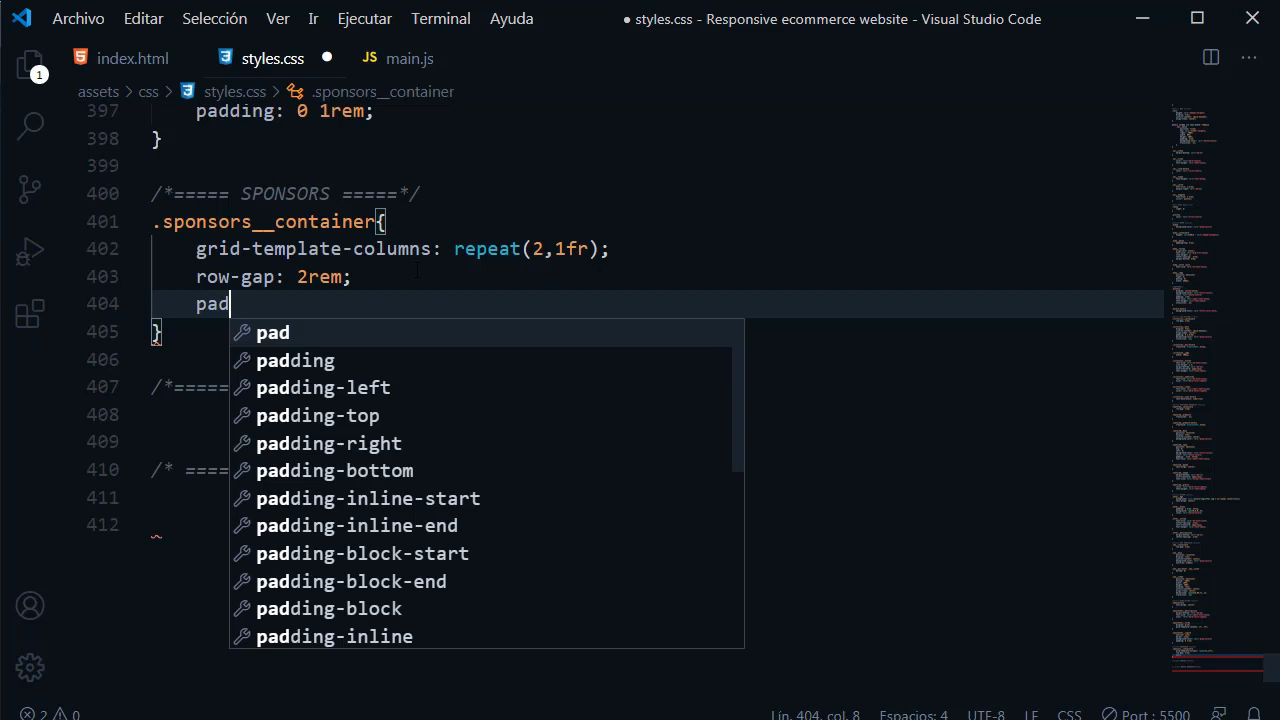 Archivo Editar Selección Ver Ir Ejecutar Terminal Ayuda ● styles.css - Responsive ecommerce website - Visual Studio Code
index.html styles.css JS main.js
1
assets > css > styles.css > .sponsors__container
397 padding: 0 1rem;
398 }
399
400 /*===== SPONSORS =====*/
401 .sponsors__container{
402 grid-template-columns: repeat(2,1fr);
403 row-gap: 2rem;
404 pad
405 }
406
407 /*=====
408
409
410 /* ====
411
412
pad
padding
padding-left
padding-top
padding-right
padding-bottom
padding-inline-start
padding-inline-end
padding-block-start
padding-block-end
padding-block
padding-inline
2 0 Lín. 404, col. 8 Espacios: 4 UTF-8 LF CSS Port : 5500